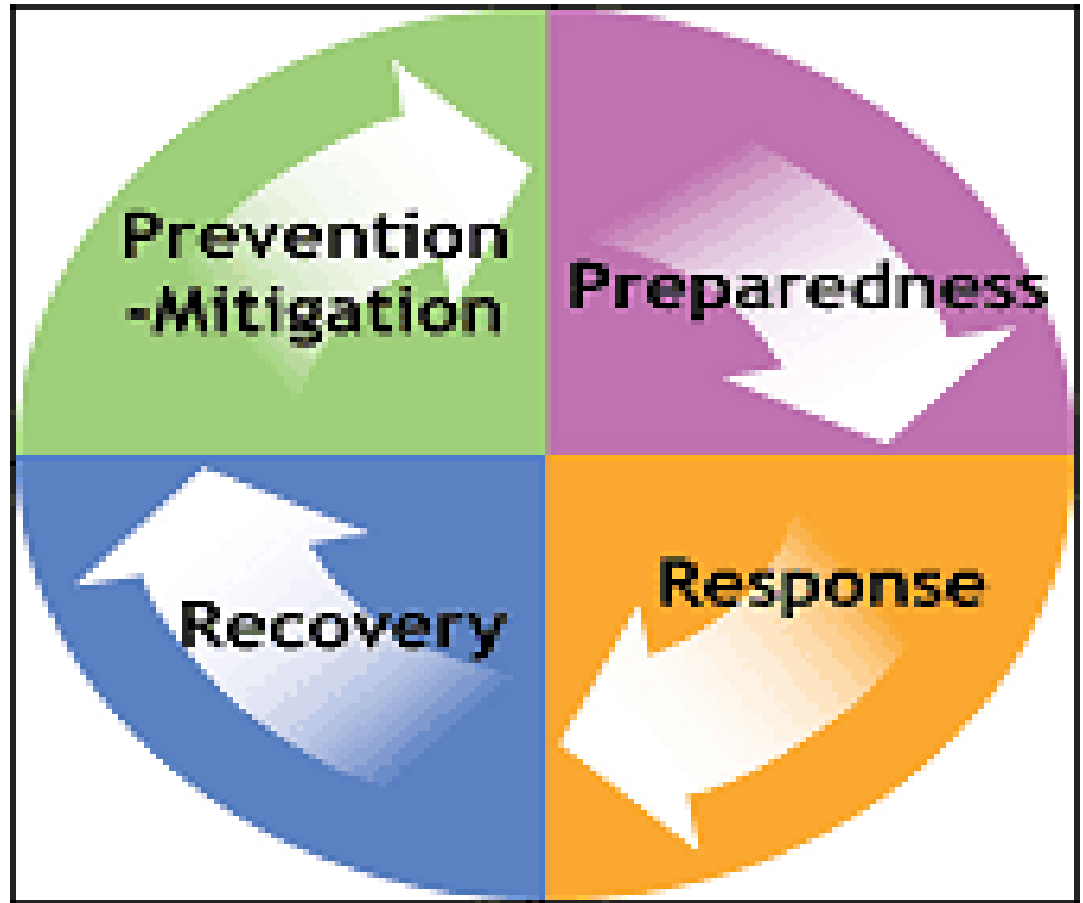 Prevention
-Mitigation
Preparedness
Response
Recovery